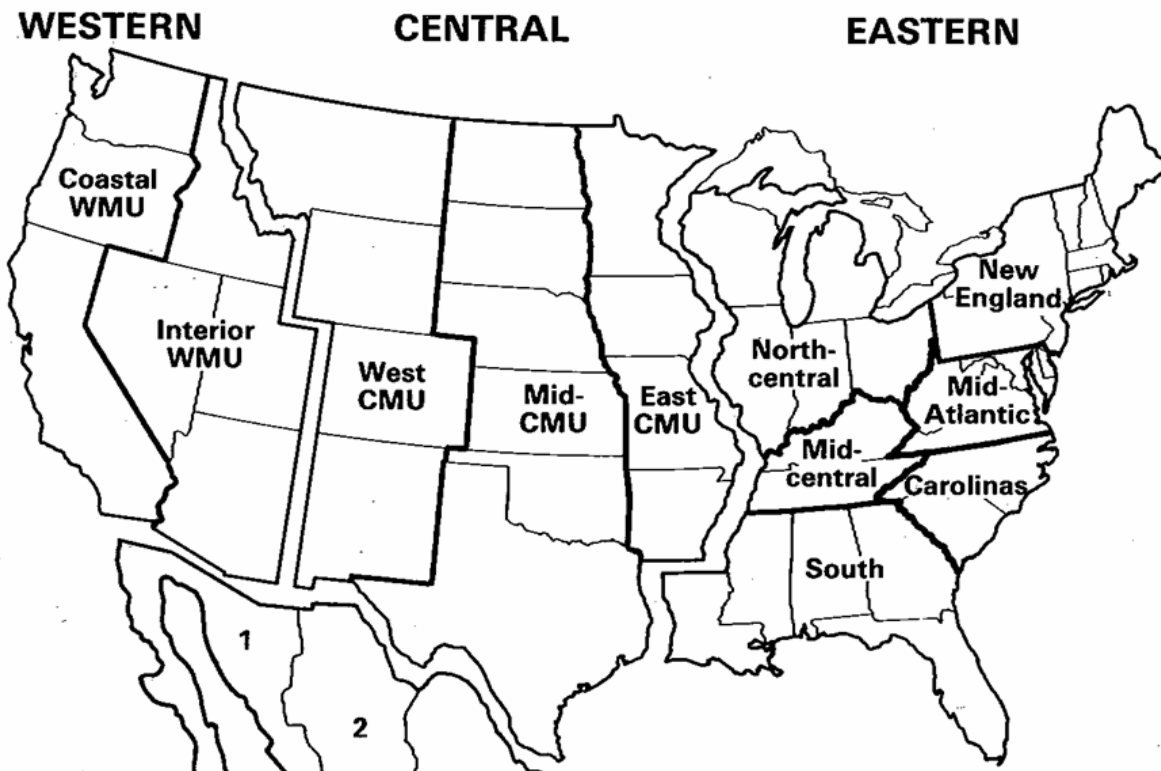 WESTERN
CENTRAL
EASTERN
Coastal
WMU
Interior
WMU
West
CMU
Mid-
CMU
East
CMU
North-
central
New
England
Mid-
Atlantic
Mid-
central
Carolinas
South
1
2